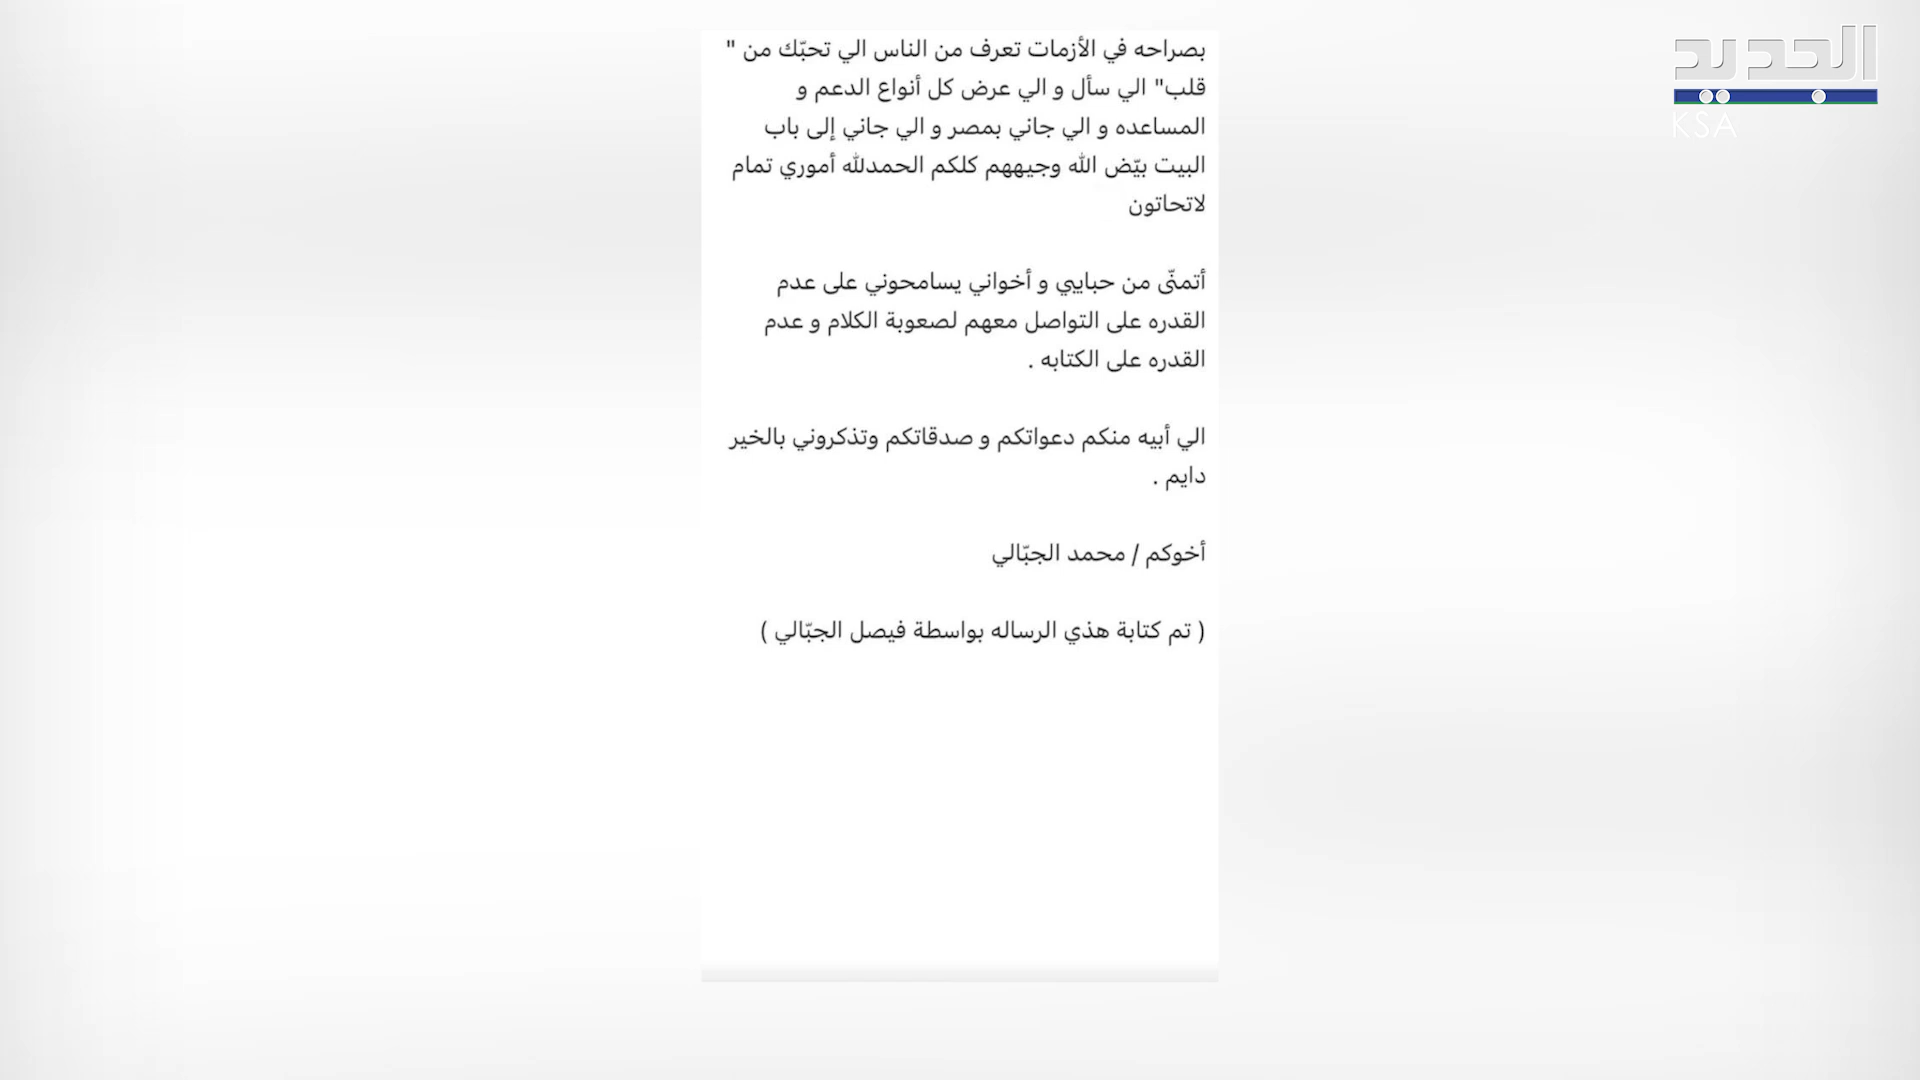 بصراحه في الأزمات تعرف من الناس الي تحبّك من "
قلب" الي سأل و الي عرض كل أنواع الدعم و
المساعده و الي جاني بمصر و الي جاني إلى باب
البيت بيّض الله وجيههم كلكم الحمدلله أموري تمام
لاتحاتون
أتمنّى من حبايبي و أخواني يسامحوني على عدم
القدره على التواصل معهم لصعوبة الكلام و عدم
القدره على الكتابه .
الي أبيه منكم دعواتكم و صدقاتكم وتذكروني بالخير
دايم .
أخوكم / محمد الجبّالي
( تم كتابة هذي الرساله بواسطة فيصل الجبّالي )
الجديد
KSA